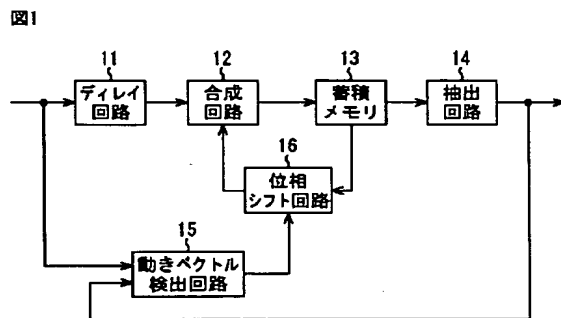 図1
11
ディレイ
回路
12
合成
回路
13
蓄積
メモリ
14
抽出
回路
16
位相
シフト回路
15
動きベクトル
検出回路